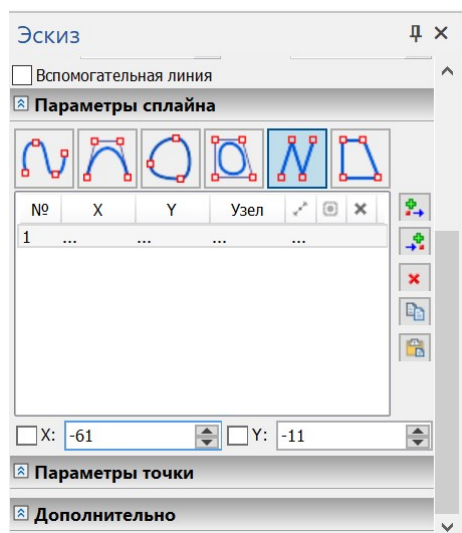 Эскиз
Вспомогательная линия
Параметры сплайна
№ X Y Узел
1 ... ... ... ...
X: -61 Y: -11
Параметры точки
Дополнительно